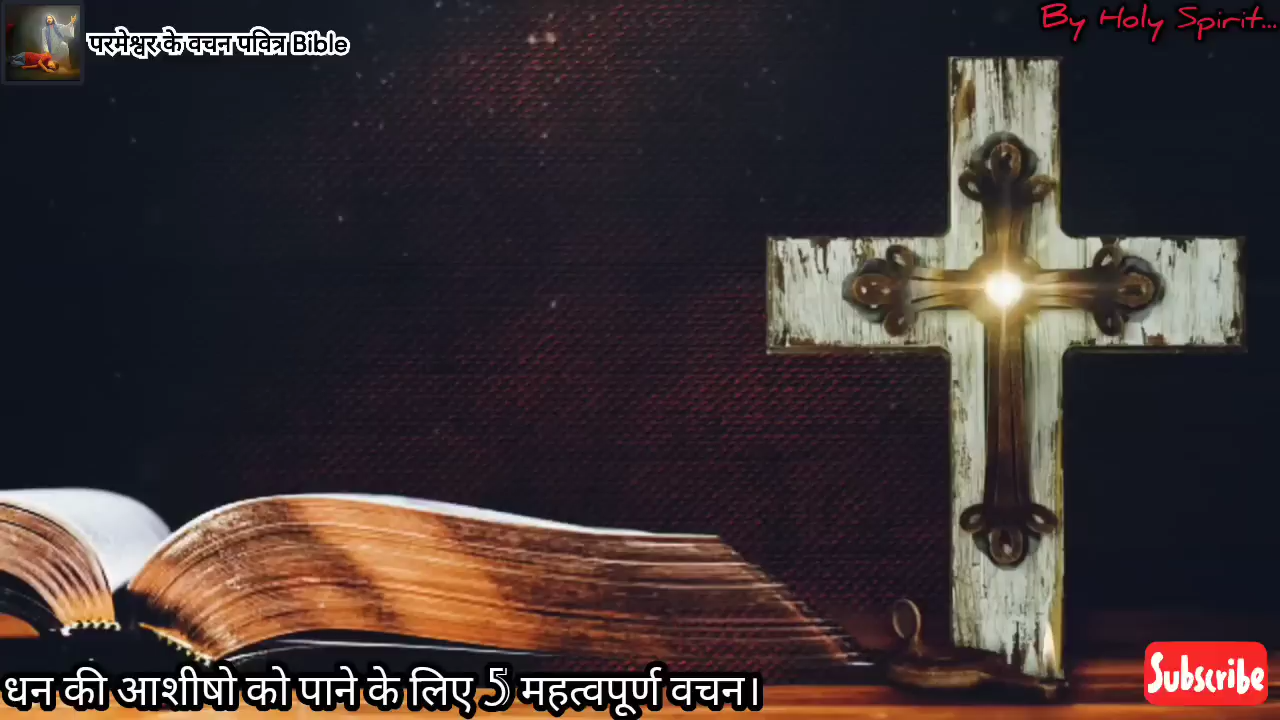 परमेश्वर के वचन पवित्र Bible
By Holy Spirit...
धन की आशीषो को पाने के लिए 5 महत्वपूर्ण वचन।
Subscribe